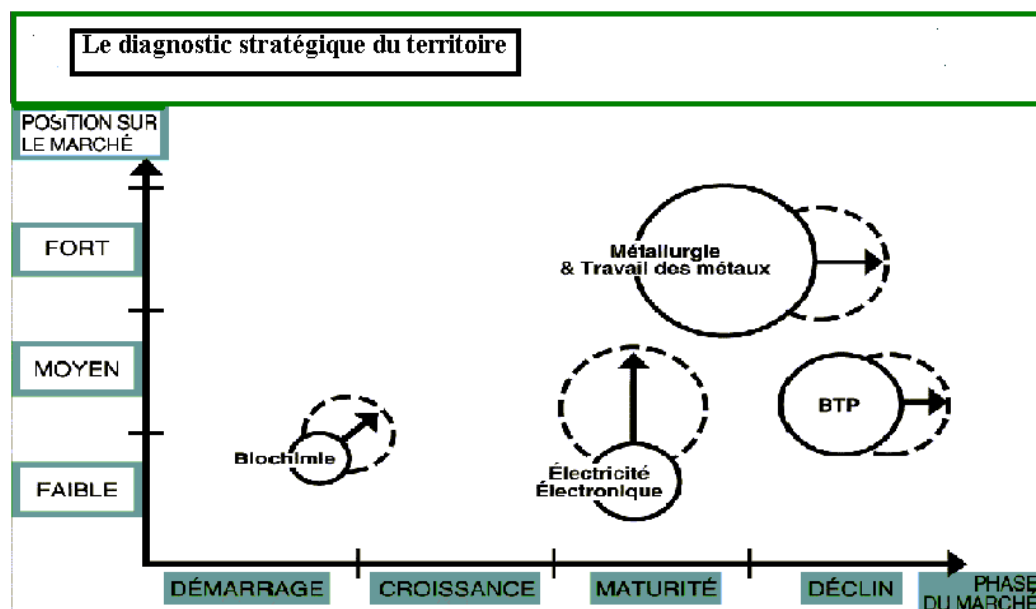 Le diagnostic stratégique du territoire
POSITION SUR
LE MARCHÉ
FORT
MOYEN
FAIBLE
Métallurgie
& Travail des métaux
BTP
Biochimie
Électricité
Électronique
DÉMARRAGE
CROISSANCE
MATURITÉ
DÉCLIN
PHASE
DU MARCHE